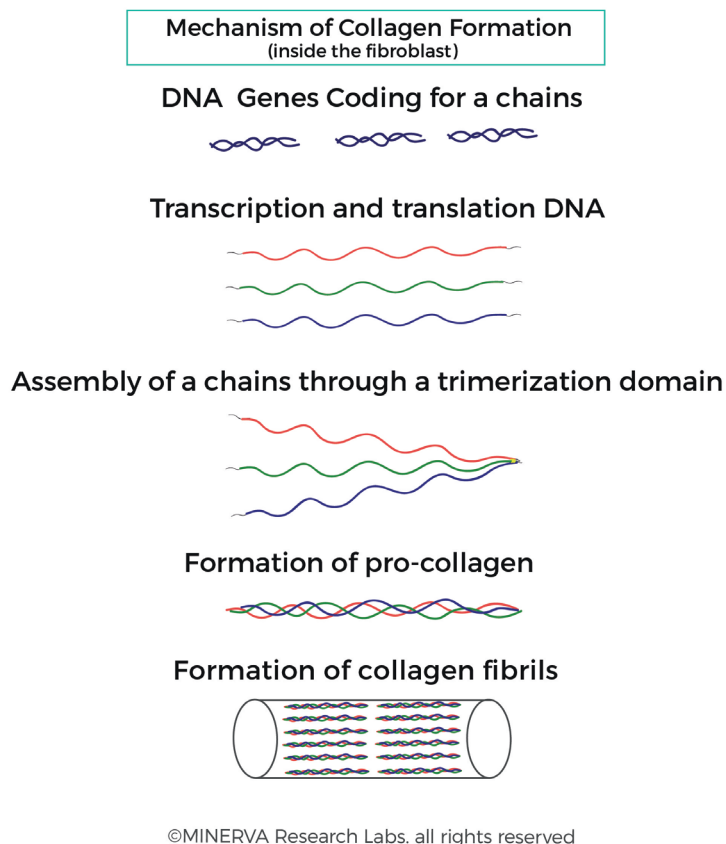 Mechanism of Collagen Formation
(inside the fibroblast)
DNA Genes Coding for a chains
Transcription and translation DNA
Assembly of a chains through a trimerization domain
Formation of pro-collagen
Formation of collagen fibrils
©MINERVA Research Labs, all rights reserved